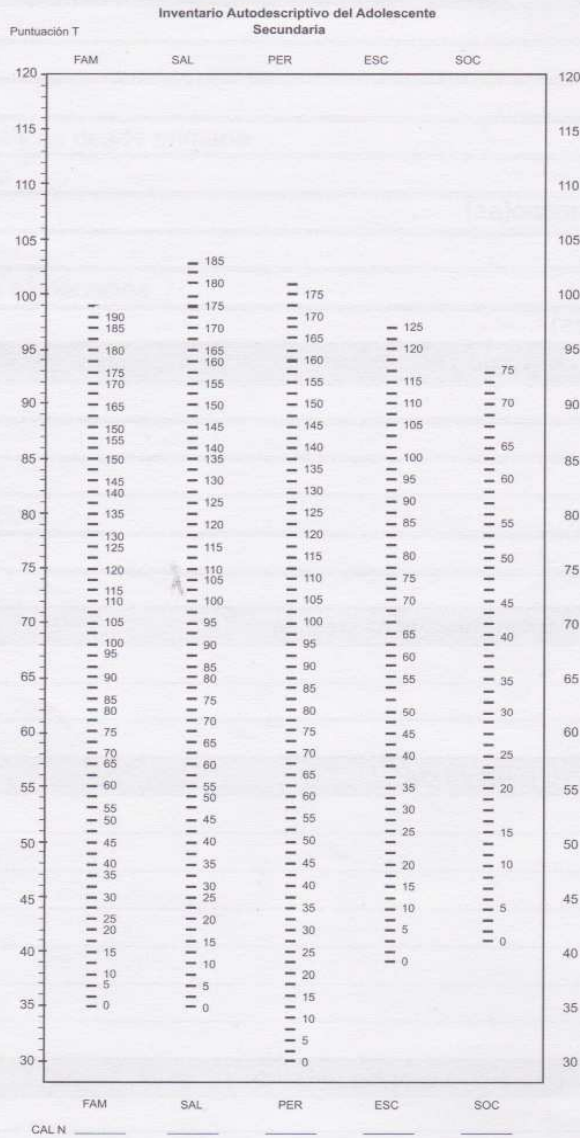 Inventario Autodescriptivo del Adolescente
Puntuación T Secundaria
FAM SAL PER ESC SOC
120 120
115 115
110 110
105 105
185
180
100 175 175 100
190 170 170
185 165 125
95 180 165 160 120 95
160 75
175 155 155 115
170
90 165 150 150 110 70 90
150 145 145 105
155 140 140 65
85 150 135 135 100 85
145 130 130 95 60
140 125 90
80 135 125 85 55 80
130 120 120
125 115 115 80 50
75 120 110 110 75 75
115 105
110 100 105 70 45
70 105 95 100 65 40 70
100 90 95
95 85 90 60
65 90 80 85 55 35 65
85 75 80
80 70 75 50 30
60 75 65 70 45 60
70 60 65 40 25
65
55 60 55 60 35 20 55
55 50 55 30
50 45 25 15
50 45 40 50 50
40 35 45 20 10
35 30 40 15
45 30 25 35 10 5 45
25 20 30 5
20
40 15 15 25 0 0 40
10 10 20
5 5 15
35 0 0 10 35
5
30 0 30
FAM SAL PER ESC SOC
CAL N